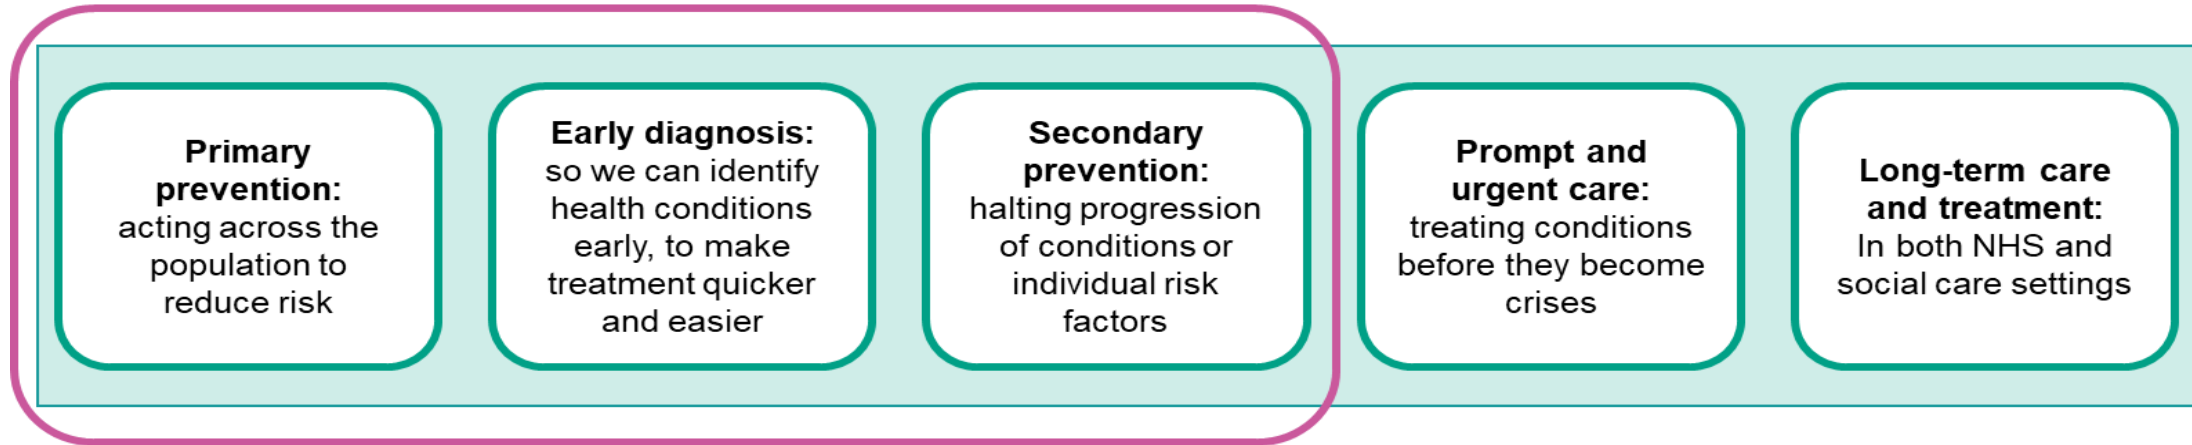 Primary
prevention:
acting across the
population to
reduce risk
Early diagnosis:
so we can identify
health conditions
early, to make
treatment quicker
and easier
Secondary
prevention:
halting progression
of conditions or
individual risk
factors
Prompt and
urgent care:
treating conditions
before they become
crises
Long-term care
and treatment:
In both NHS and
social care settings